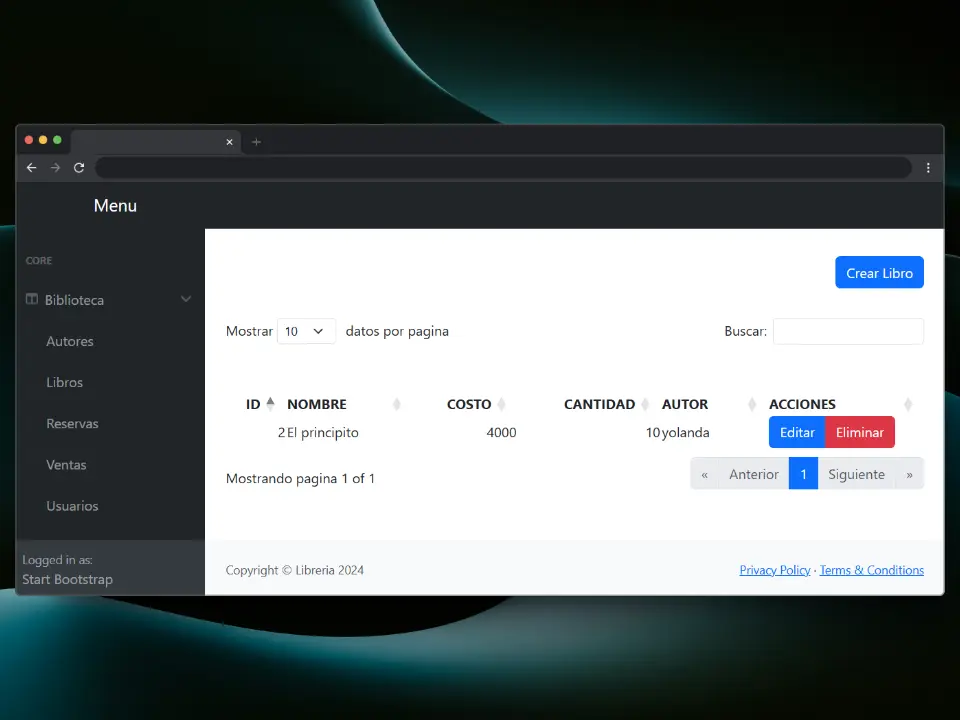 Menu
CORE
Biblioteca
Autores
Libros
Reservas
Ventas
Usuarios
Logged in as:
Start Bootstrap
Crear Libro
Mostrar 10 datos por pagina
Buscar:
ID NOMBRE COSTO CANTIDAD AUTOR ACCIONES
2 El principito 4000 10 yolanda Editar Eliminar
Mostrando pagina 1 of 1
« Anterior 1 Siguiente »
Copyright © Libreria 2024
Privacy Policy · Terms & Conditions